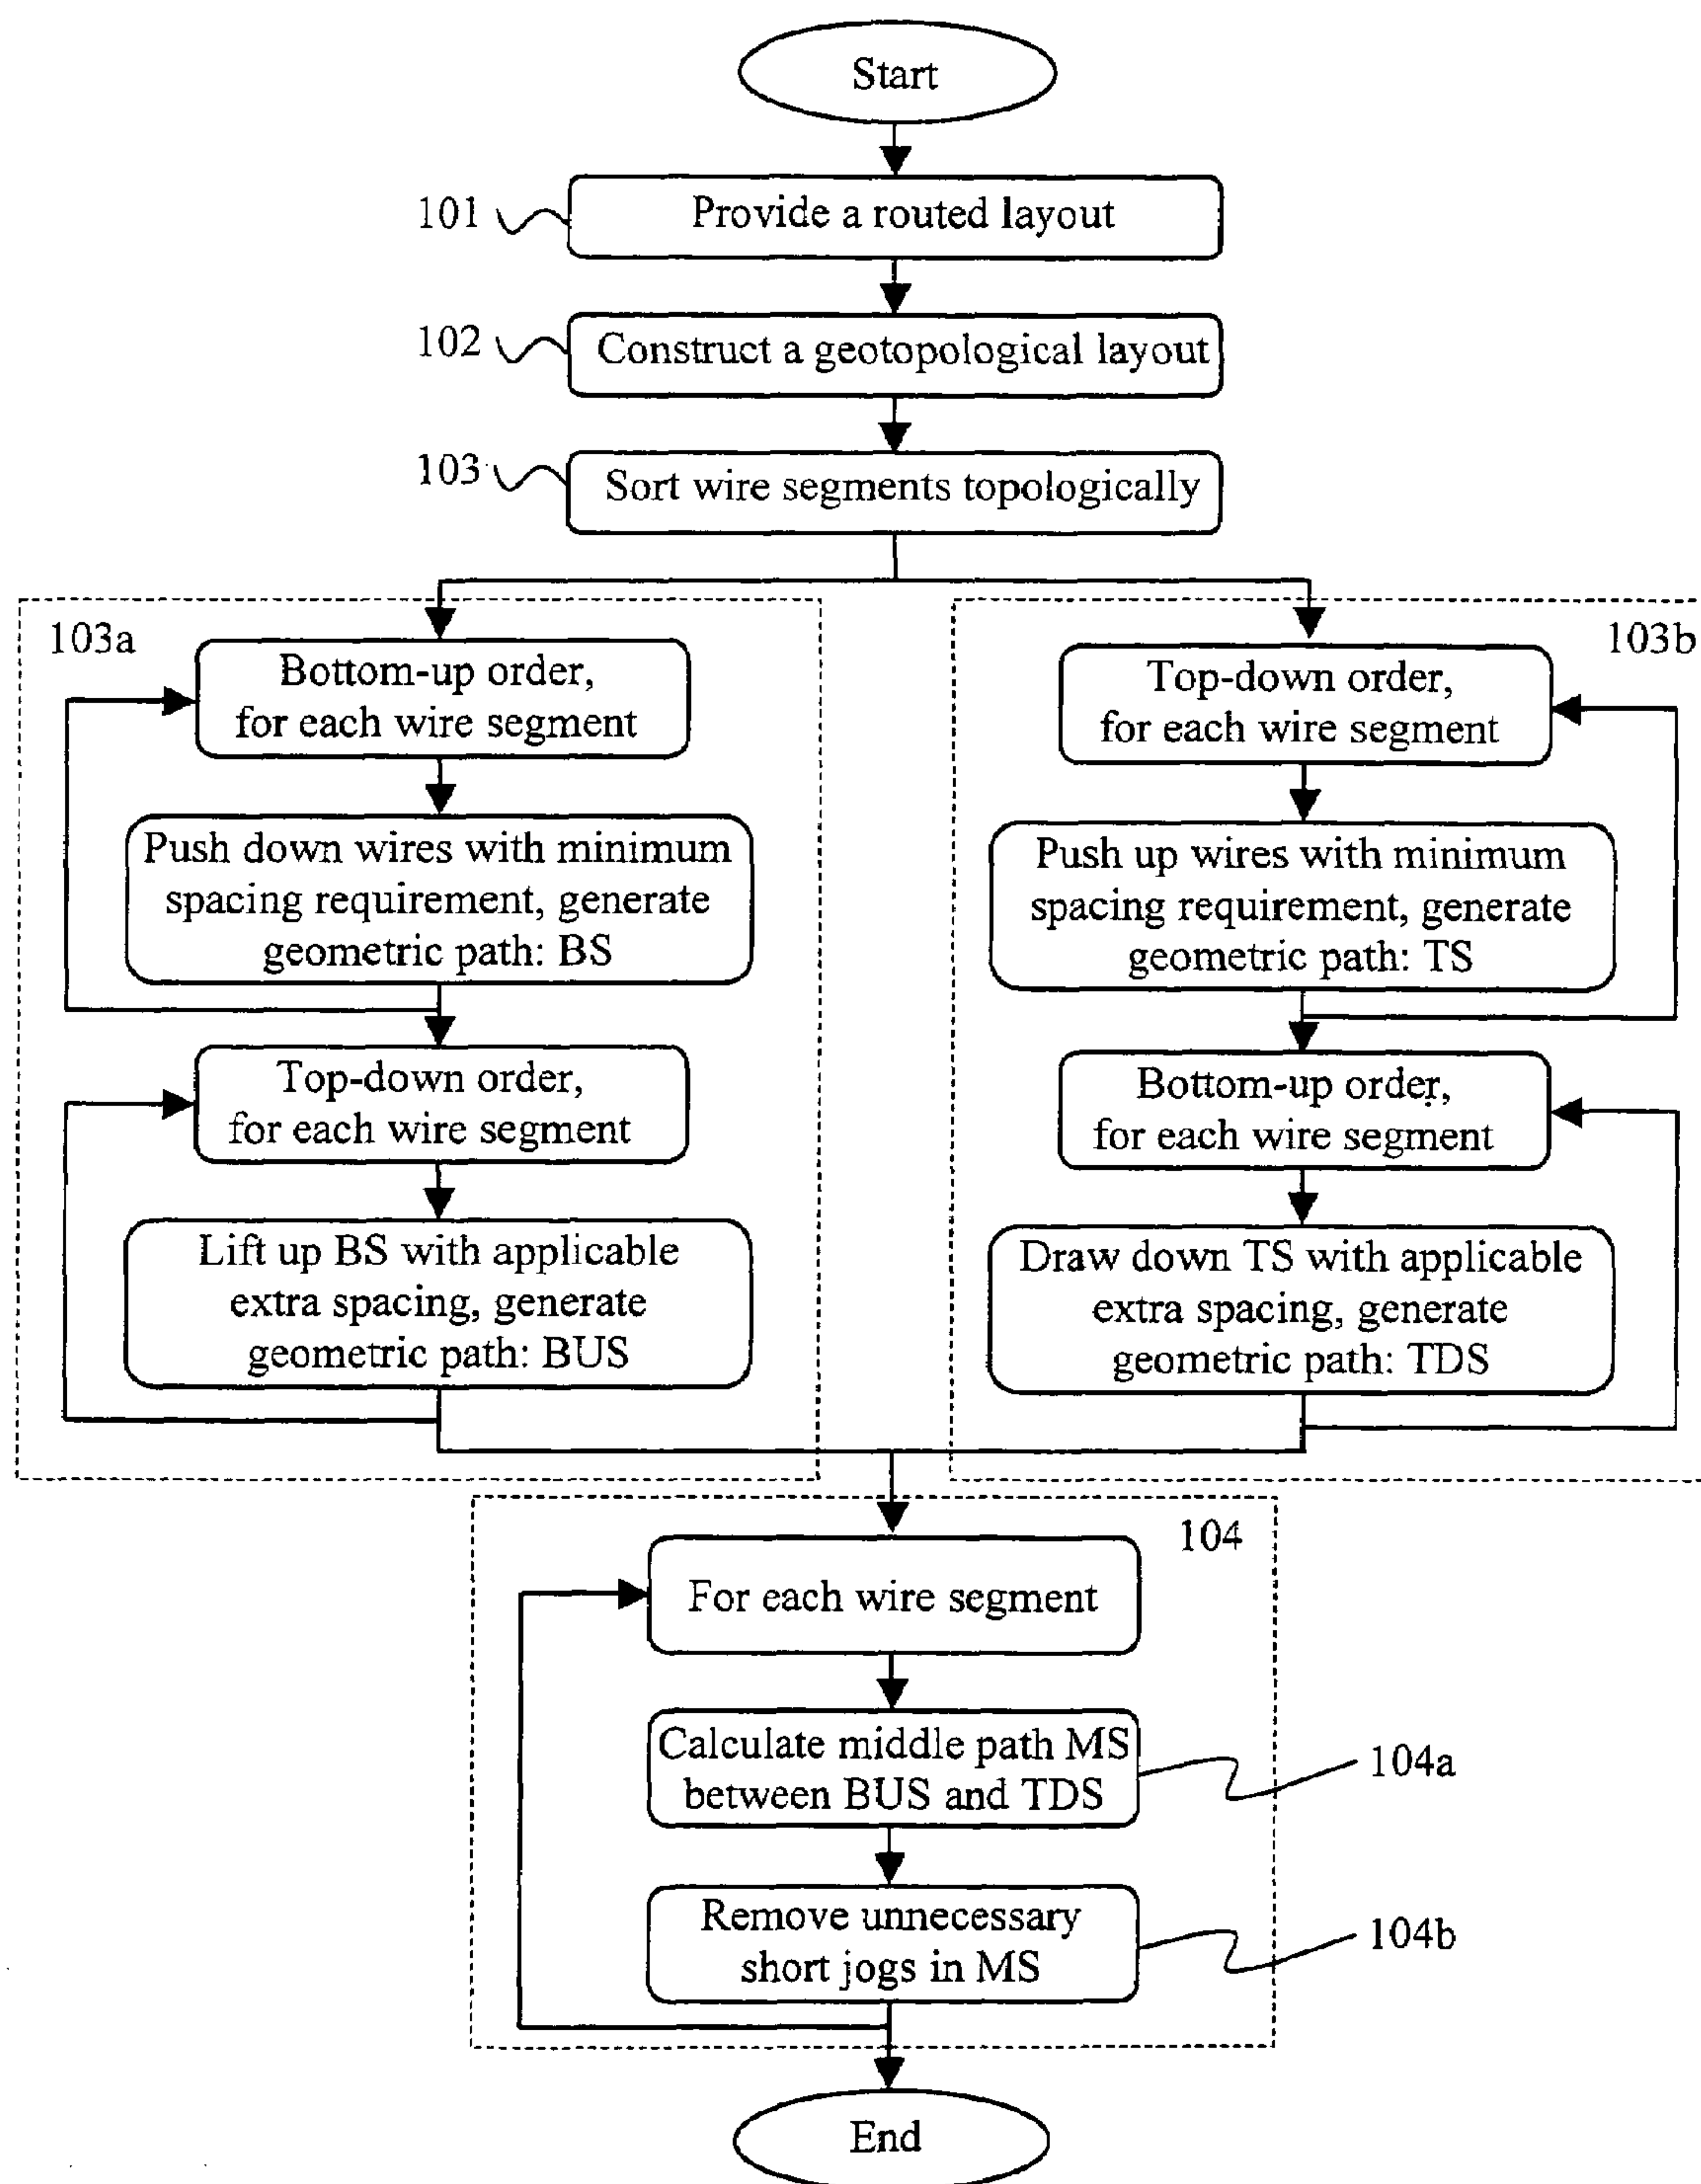 Start
101
Provide a routed layout
102
Construct a geotopological layout
103
Sort wire segments topologically
103a
Bottom-up order,
for each wire segment
Push down wires with minimum
spacing requirement, generate
geometric path: BS
Top-down order,
for each wire segment
Lift up BS with applicable
extra spacing, generate
geometric path: BUS
103b
Top-down order,
for each wire segment
Push up wires with minimum
spacing requirement, generate
geometric path: TS
Bottom-up order,
for each wire segment
Draw down TS with applicable
extra spacing, generate
geometric path: TDS
104
For each wire segment
Calculate middle path MS
between BUS and TDS
104a
Remove unnecessary
short jogs in MS
104b
End